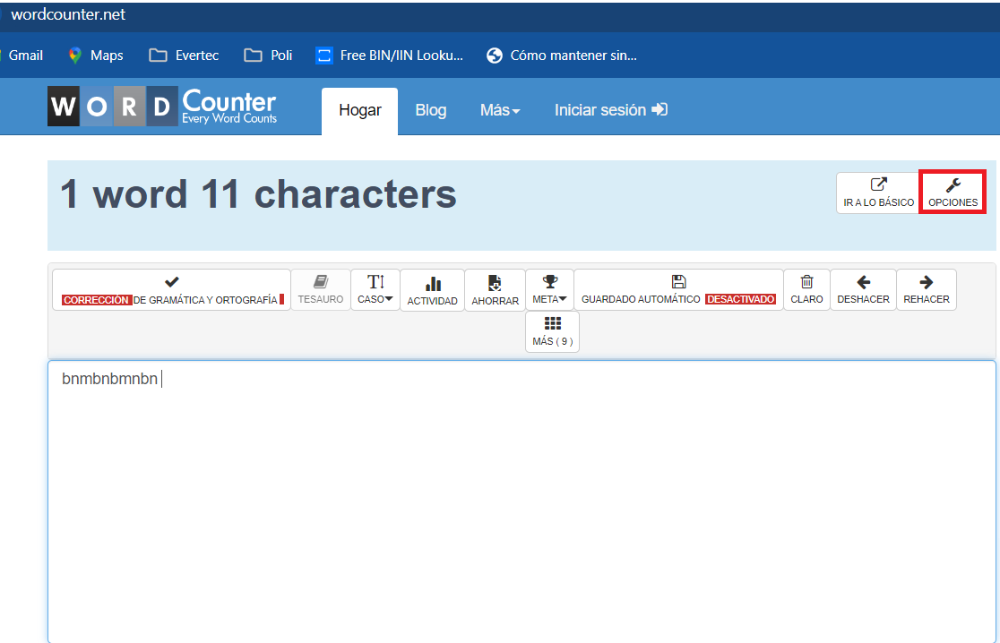 wordcounter.net
Gmail Maps Evertec Poli Free BIN/IIN Looku... Cómo mantener sin...
WORD Counter
Every Word Counts
Hogar Blog Más Iniciar sesión
1 word 11 characters
IR A LO BÁSICO OPCIONES
CORRECCIÓN DE GRAMÁTICA Y ORTOGRAFÍA TESAURO CASO ACTIVIDAD AHORRAR META GUARDADO AUTOMÁTICO DESACTIVADO CLARO DESHACER REHACER
MÁS ( 9 )
bnmbnbmnbn